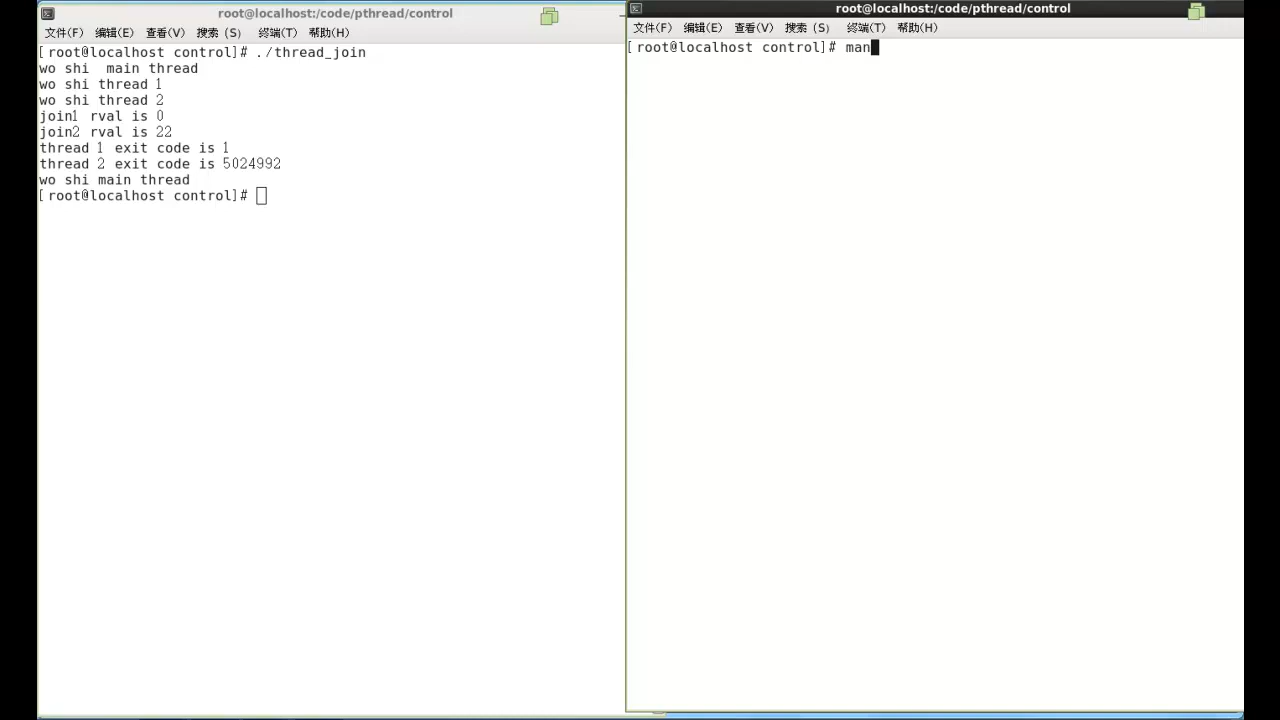 root@localhost:/code/pthread/control
文件(F) 编辑(E) 查看(V) 搜索 (S) 终端(T) 帮助(H)
[root@localhost control]# ./thread_join
wo shi  main thread
wo shi thread 1
wo shi thread 2
join1 rval is 0
join2 rval is 22
thread 1 exit code is 1
thread 2 exit code is 5024992
wo shi main thread
[root@localhost control]#
root@localhost:/code/pthread/control
文件(F) 编辑(E) 查看(V) 搜索 (S) 终端(T) 帮助(H)
[root@localhost control]# man